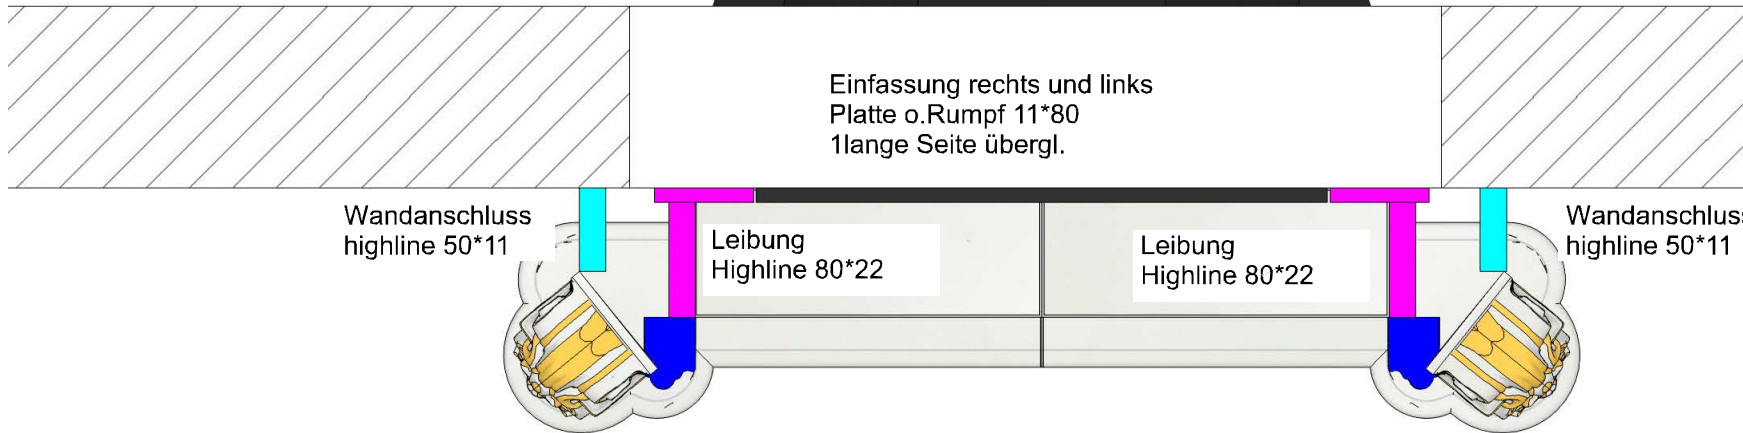 Einfassung rechts und links
Platte o.Rumpf 11*80
1lange Seite übergl.
Wandanschluss
highline 50*11
Leibung
Highline 80*22
Leibung
Highline 80*22
Wandanschluss
highline 50*11